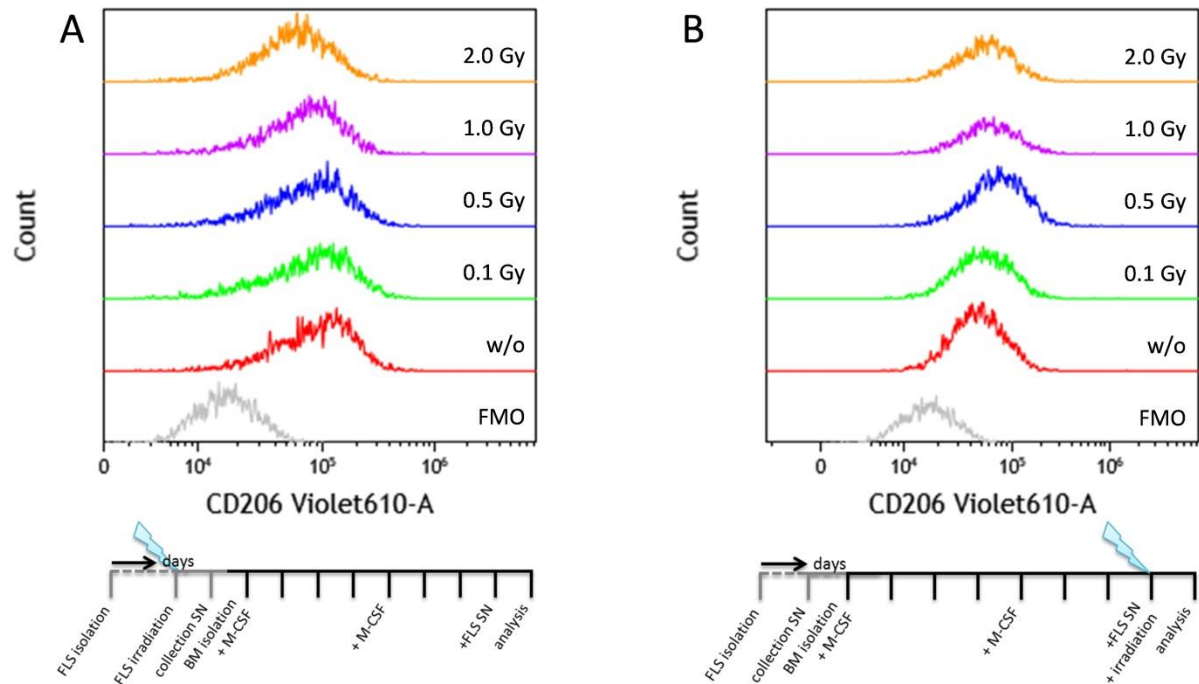 A
2.0 Gy
1.0 Gy
0.5 Gy
0.1 Gy
w/o
FMO
Count
0 10⁴ 10⁵ 10⁶
CD206 Violet610-A
days
FLS isolation
FLS irradiation
collection SN
BM isolation
+ M-CSF
+ M-CSF
+FLS SN
analysis
B
2.0 Gy
1.0 Gy
0.5 Gy
0.1 Gy
w/o
FMO
Count
0 10⁴ 10⁵ 10⁶
CD206 Violet610-A
days
FLS isolation
collection SN
BM isolation
+ M-CSF
+ M-CSF
+FLS SN
+ irradiation
analysis